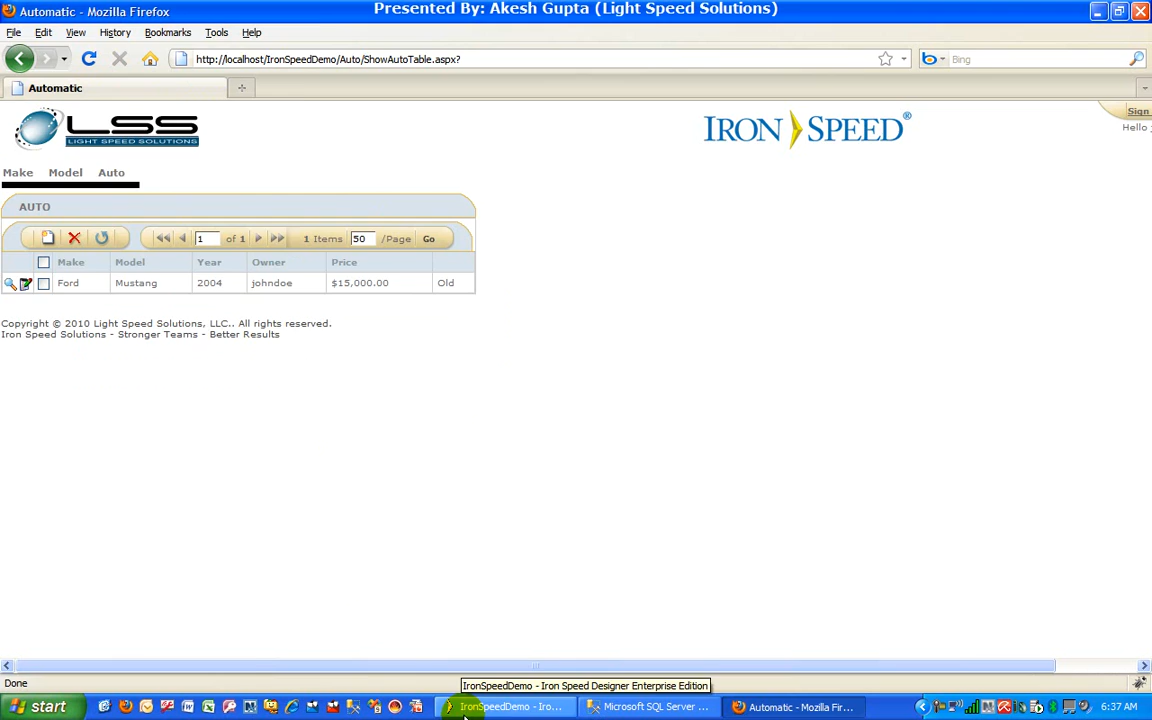 Automatic - Mozilla Firefox
Presented By: Akesh Gupta (Light Speed Solutions)
File Edit View History Bookmarks Tools Help
http://localhost/IronSpeedDemo/Auto/ShowAutoTable.aspx?
Bing
Automatic
LSS
LIGHT SPEED SOLUTIONS
IRON SPEED®
Sign
Hello
Make Model Auto
AUTO
1 of 1 1 Items 50 /Page Go
Make Model Year Owner Price
Ford Mustang 2004 johndoe $15,000.00 Old
Copyright © 2010 Light Speed Solutions, LLC.. All rights reserved.
Iron Speed Solutions - Stronger Teams - Better Results
Done
IronSpeedDemo - Iron Speed Designer Enterprise Edition
start
IronSpeedDemo - Iro...
Microsoft SQL Server ...
Automatic - Mozilla Fir...
6:37 AM